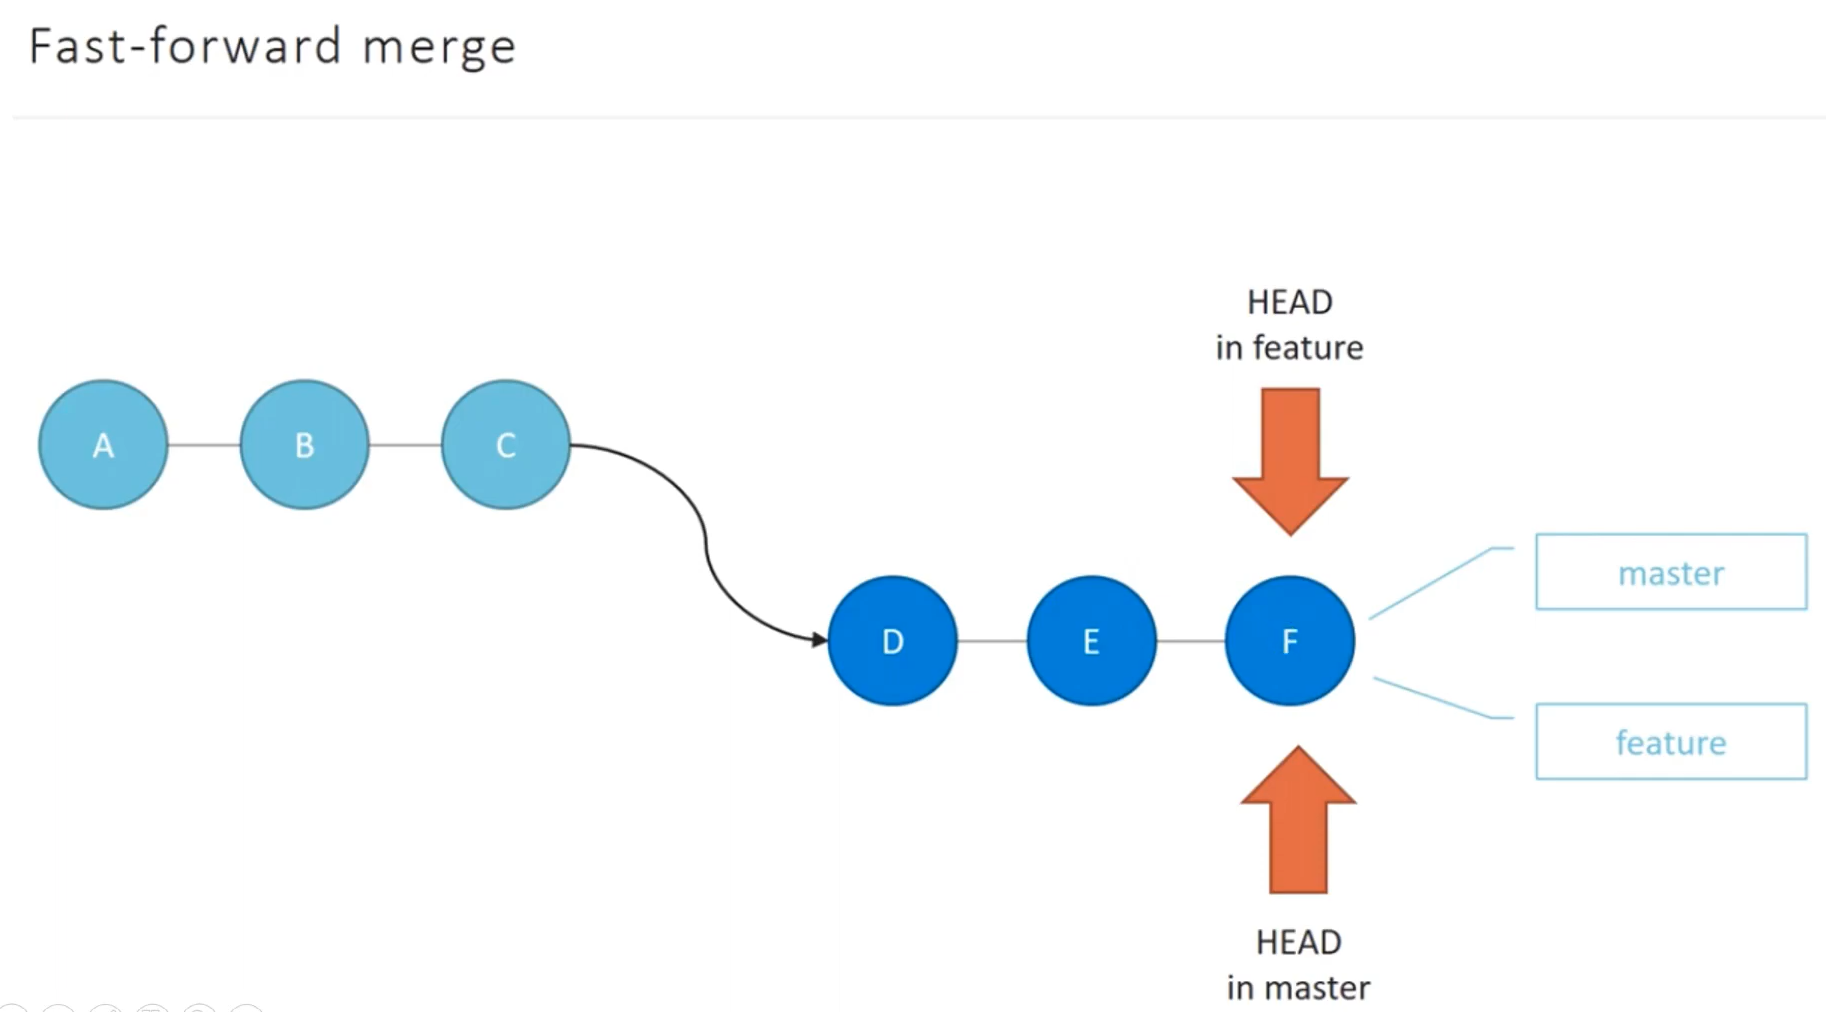 Fast-forward merge
HEAD
in feature
A
B
C
master
D
E
F
feature
HEAD
in master